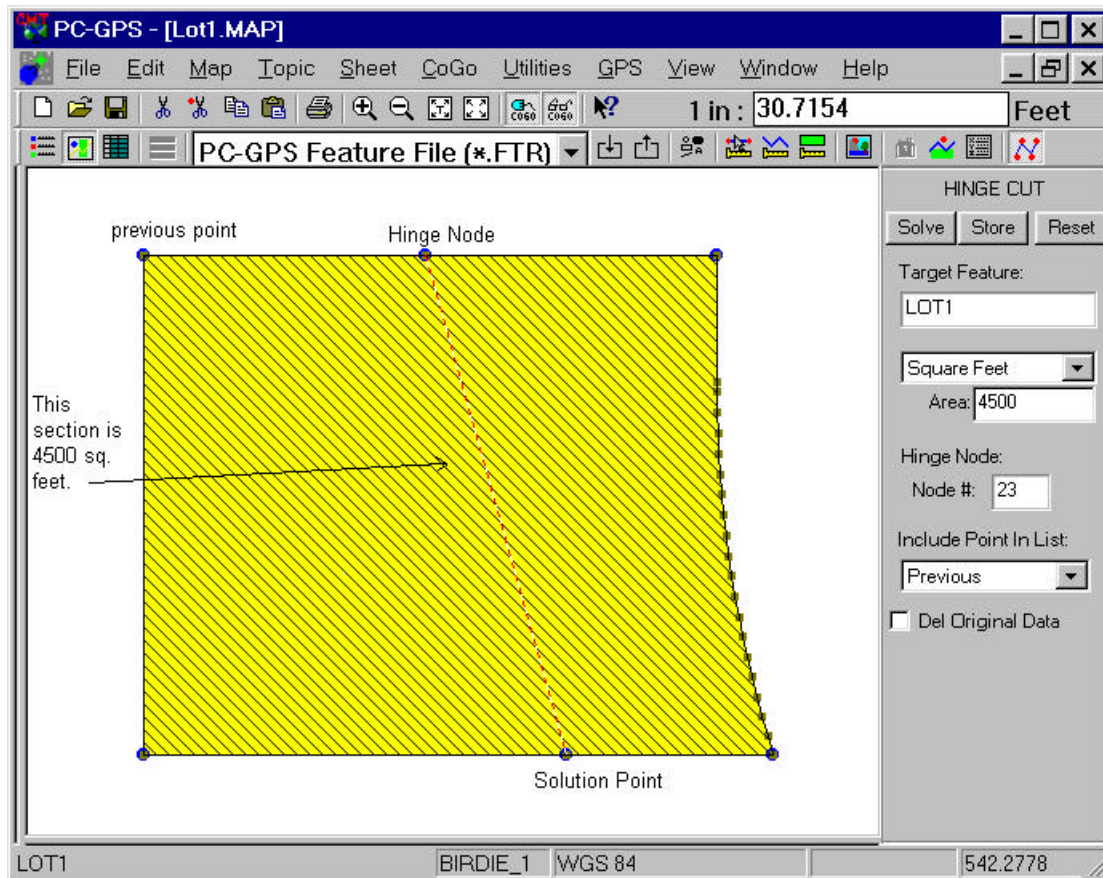 PC-GPS - [Lot1.MAP]
File Edit Map Topic Sheet CoGo Utilities GPS View Window Help
COGO COGO 1 in : 30.7154 Feet
PC-GPS Feature File (*.FTR)
HINGE CUT
Solve Store Reset
Target Feature:
LOT1
Square Feet
Area: 4500
Hinge Node:
Node #: 23
Include Point In List:
Previous
Del Original Data
previous point
Hinge Node
This
section is
4500 sq.
feet.
Solution Point
LOT1 BIRDIE_1 WGS 84 542.2778